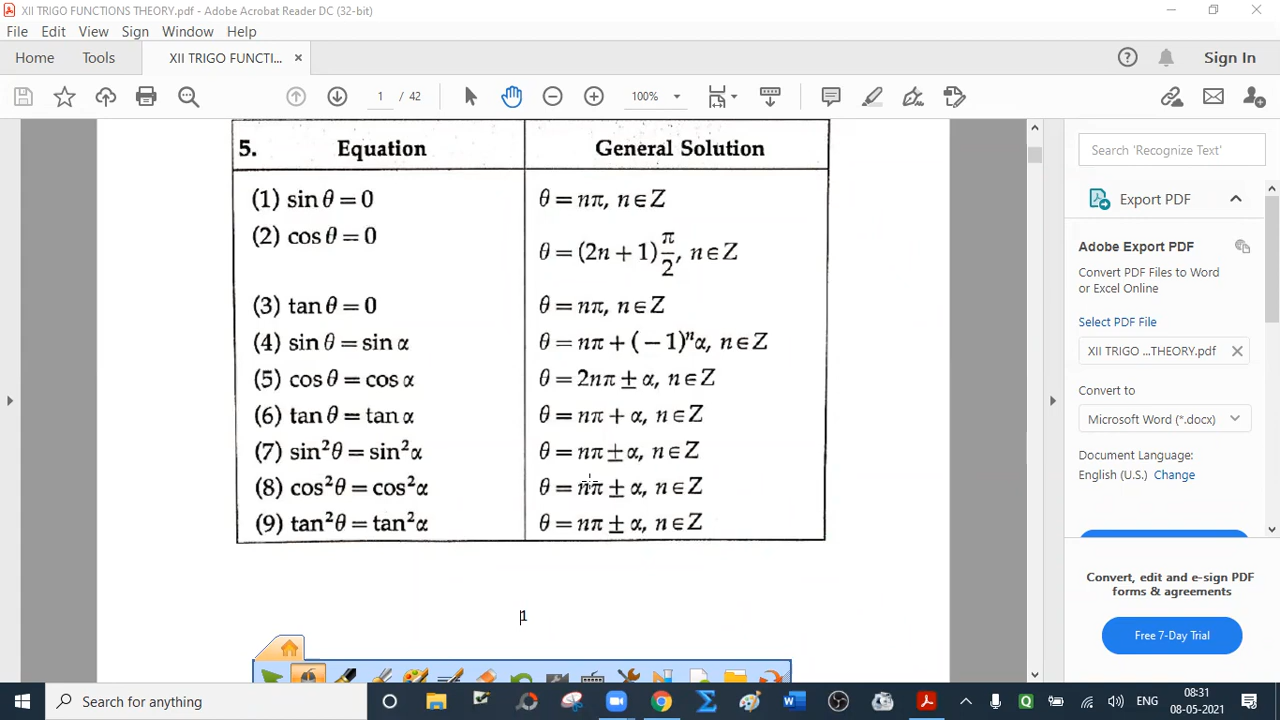 XII TRIGO FUNCTIONS THEORY.pdf - Adobe Acrobat Reader DC (32-bit)
File Edit View Sign Window Help
Home Tools XII TRIGO FUNCTI... ×
Sign In
1 / 42
100%
5. Equation General Solution
(1) sin θ = 0 θ = nπ, n ∈ Z
(2) cos θ = 0 θ = (2n + 1) π/2, n ∈ Z
(3) tan θ = 0 θ = nπ, n ∈ Z
(4) sin θ = sin α θ = nπ + (−1)ⁿα, n ∈ Z
(5) cos θ = cos α θ = 2nπ ± α, n ∈ Z
(6) tan θ = tan α θ = nπ + α, n ∈ Z
(7) sin²θ = sin²α θ = nπ ± α, n ∈ Z
(8) cos²θ = cos²α θ = nπ ± α, n ∈ Z
(9) tan²θ = tan²α θ = nπ ± α, n ∈ Z
1
Search 'Recognize Text'
Export PDF
Adobe Export PDF
Convert PDF Files to Word
or Excel Online
Select PDF File
XII TRIGO ...THEORY.pdf
Convert to
Microsoft Word (*.docx)
Document Language:
English (U.S.) Change
Convert, edit and e-sign PDF
forms & agreements
Free 7-Day Trial
Search for anything
ENG
08:31
08-05-2021